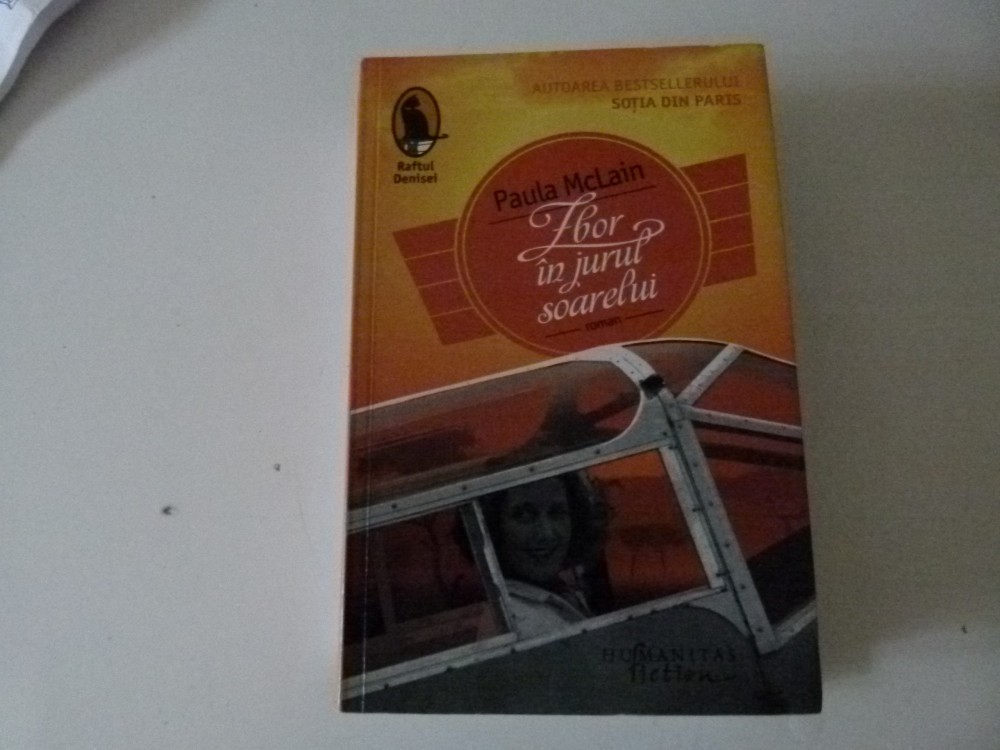 AUTOAREA BESTSELLERULUI
SOȚIA DIN PARIS
Raftul
Denisei
Paula McLain
Zbor
în jurul
soarelui
roman
HUMANITAS
fiction